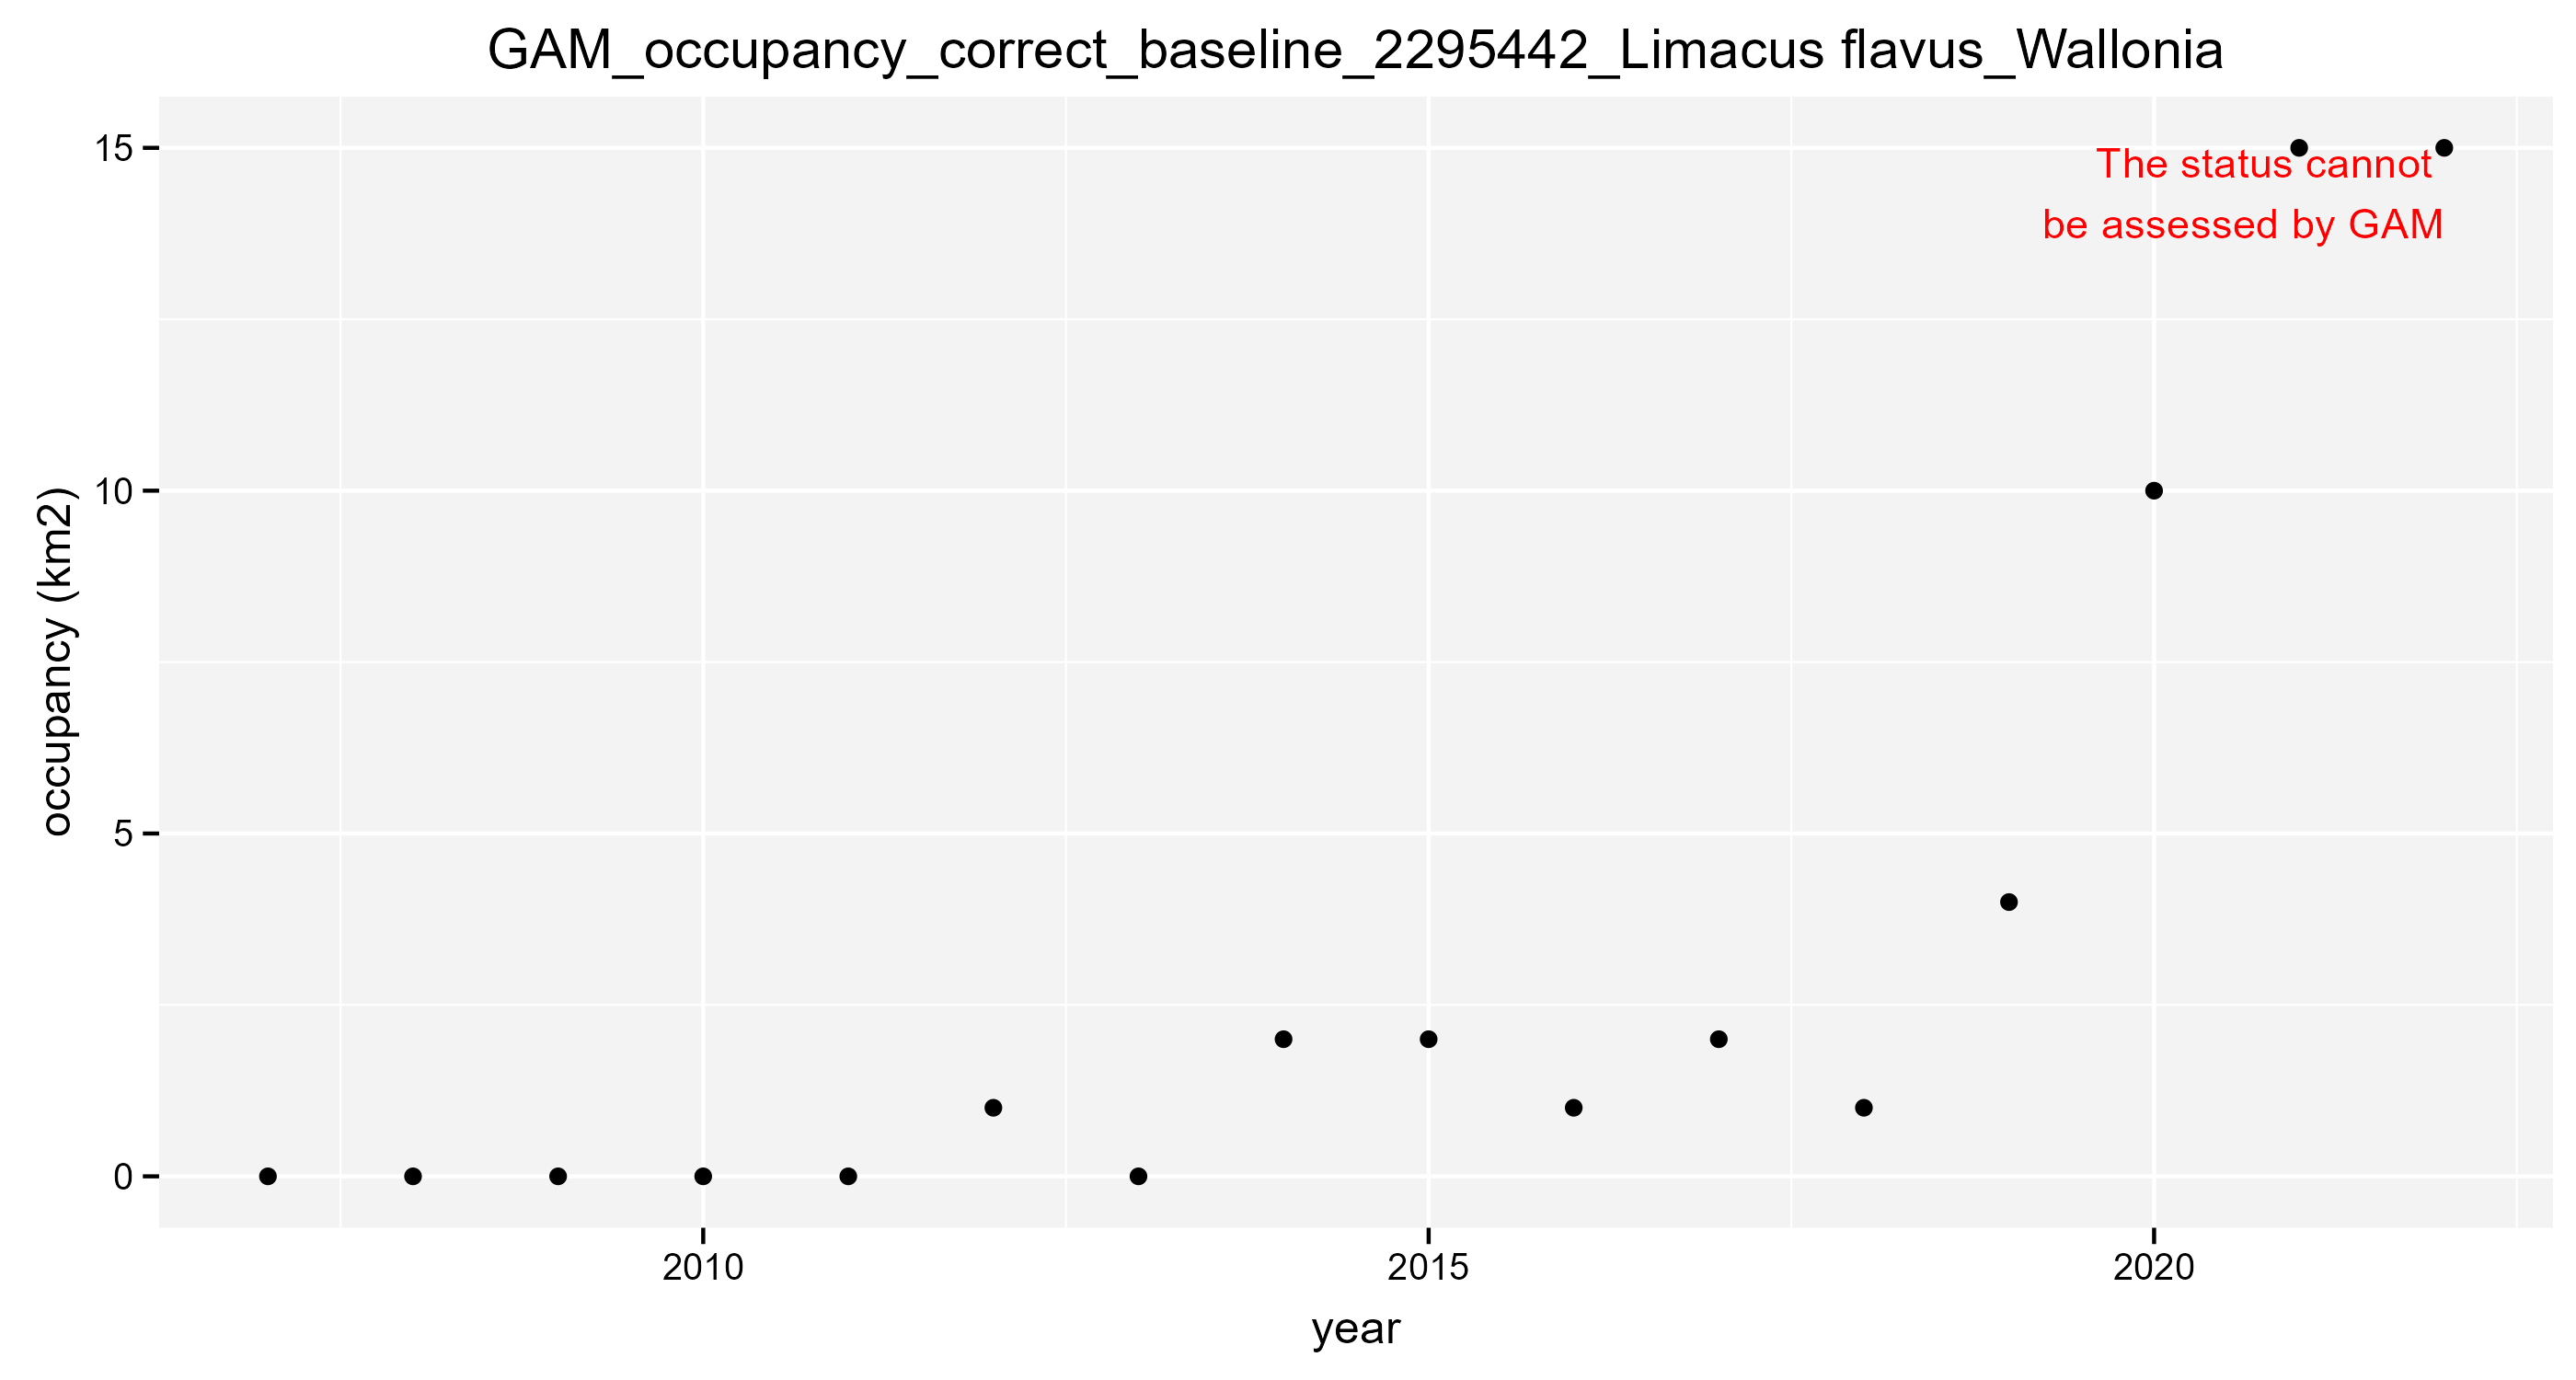 GAM_occupancy_correct_baseline_2295442_Limacus flavus_Wallonia
15
The status cannot
be assessed by GAM
10
occupancy (km2)
5
0
2010
2015
2020
year